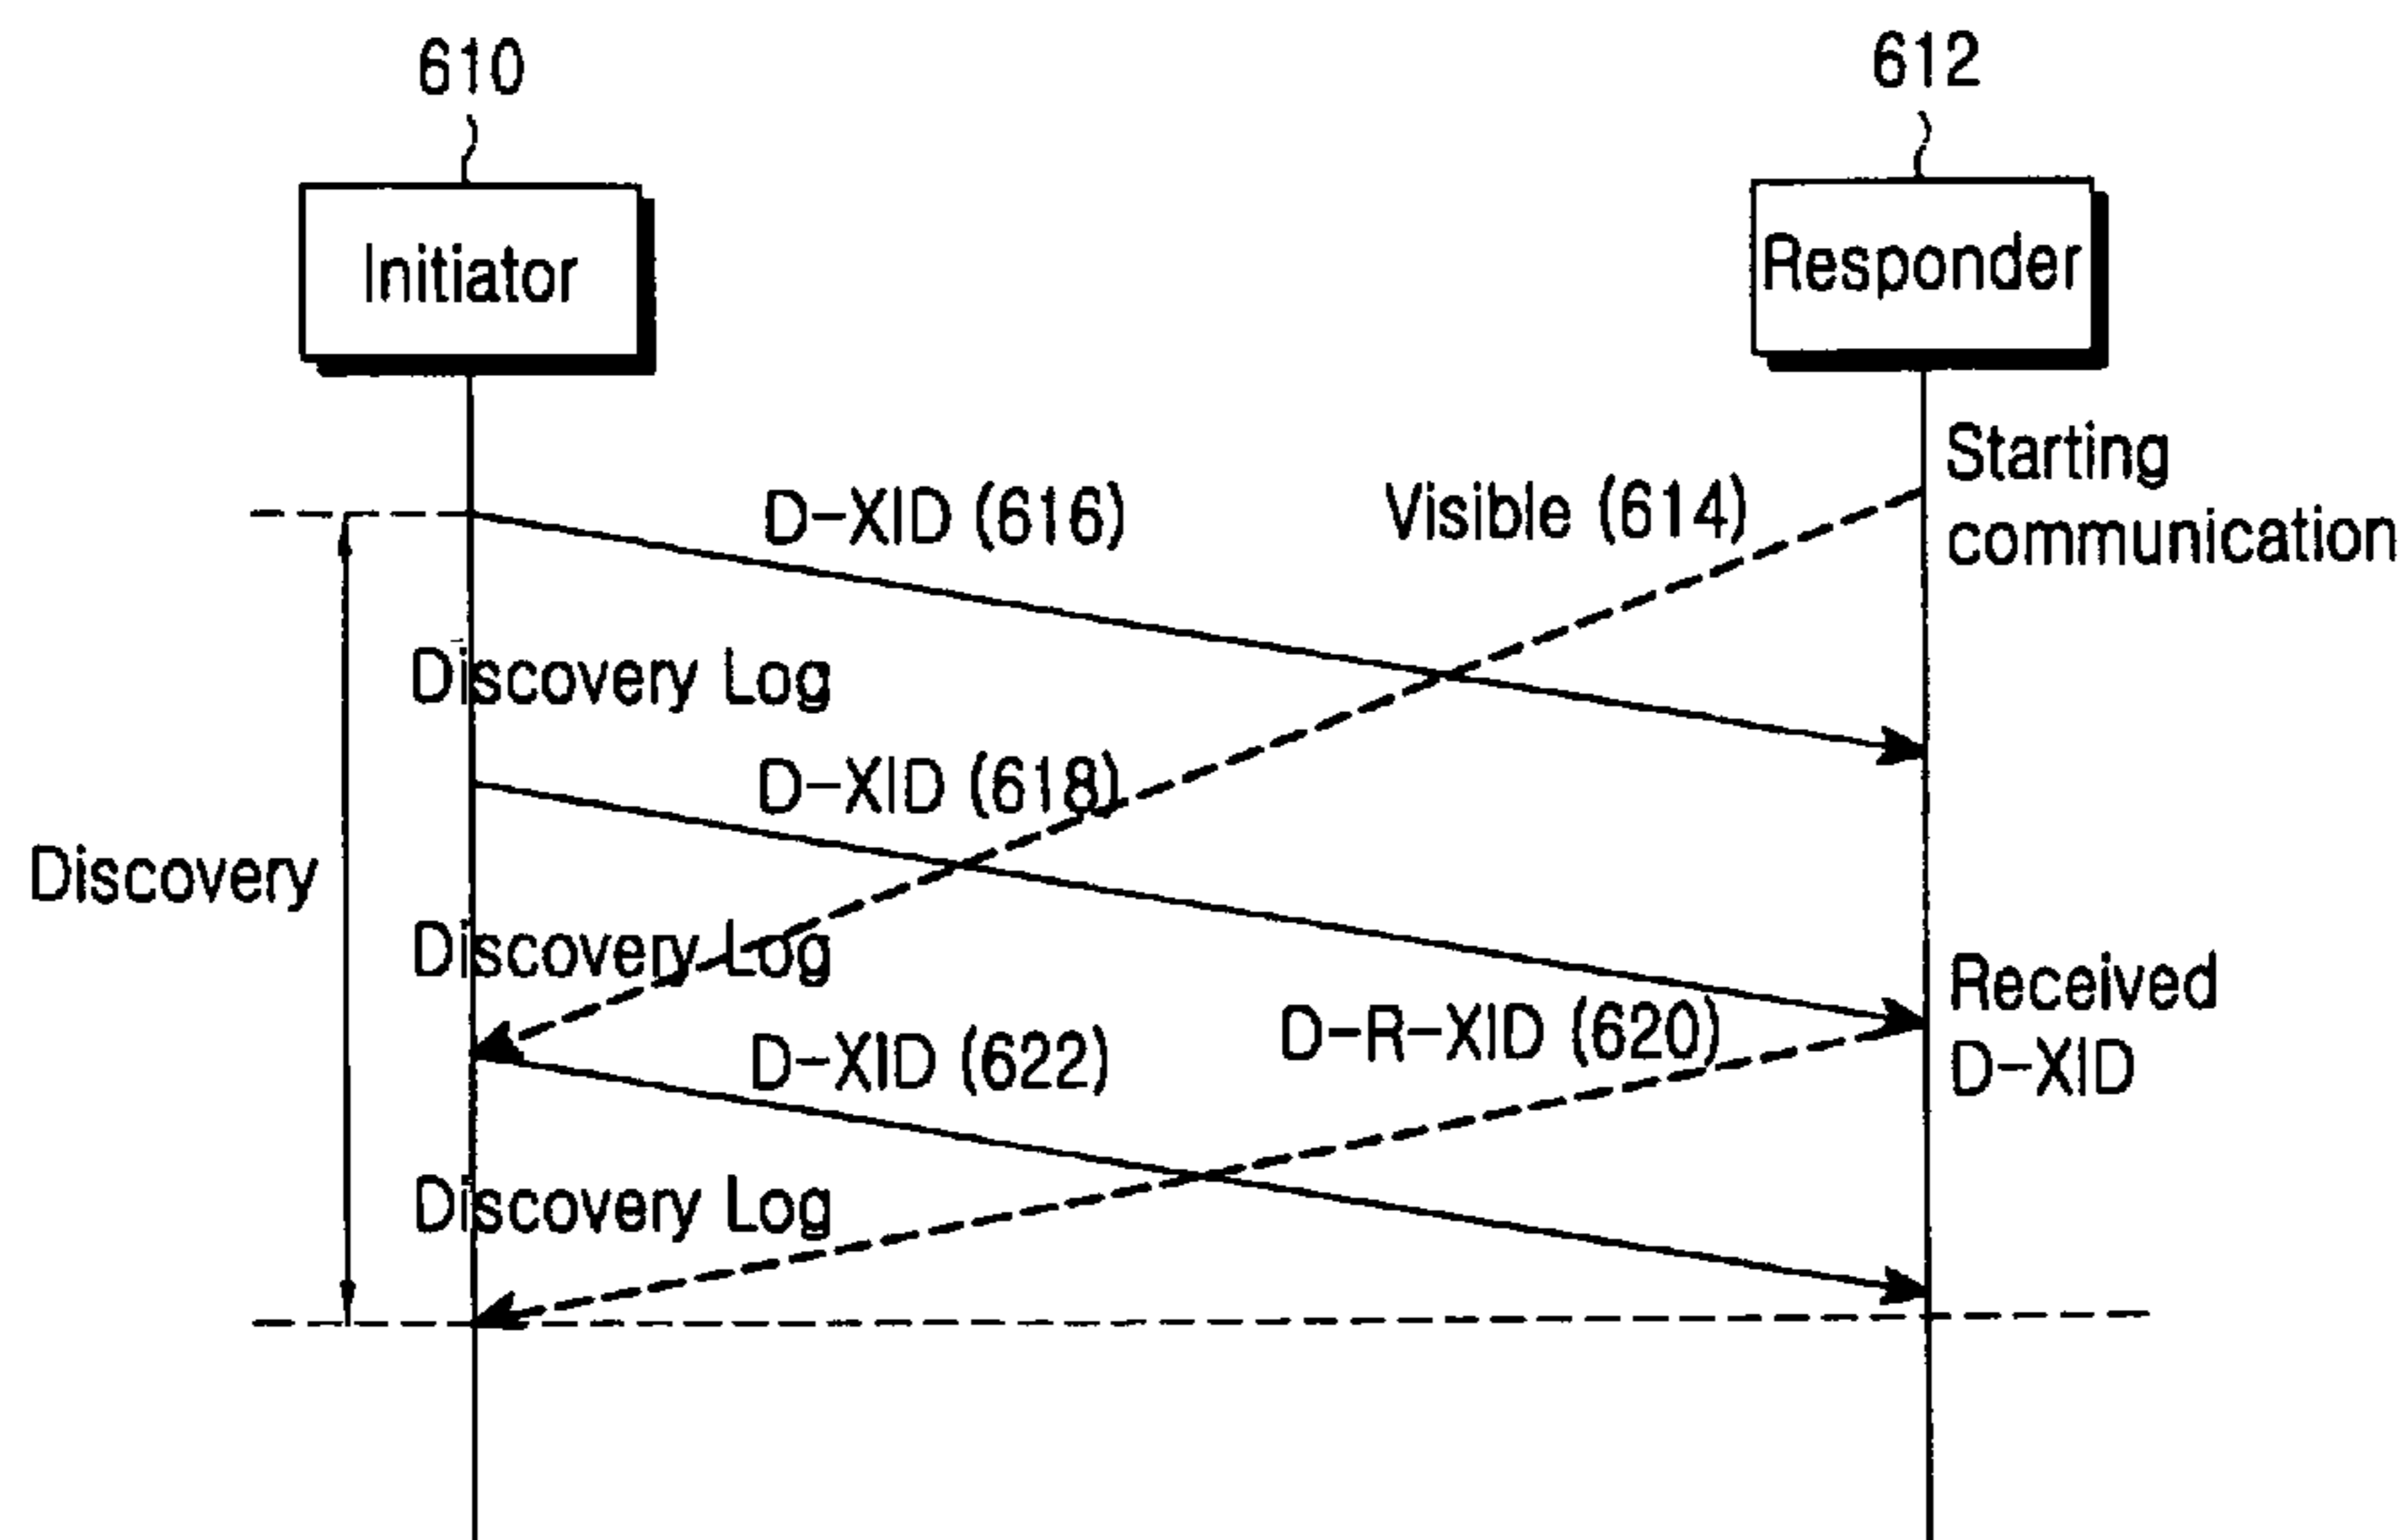 610
612
Initiator
Responder
Starting
communication
D-XID (616)
Visible (614)
Discovery Log
D-XID (618)
Discovery
Discovery Log
Received
D-XID
D-R-XID (620)
D-XID (622)
Discovery Log